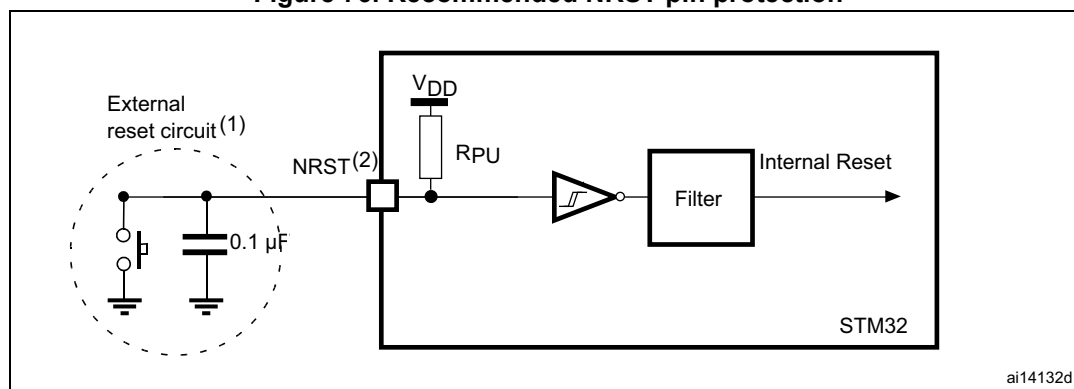 Figure 70. Recommended NRST pin protection
External
reset circuit(1)
VDD
RPU
NRST(2)
Internal Reset
Filter
0.1 µF
STM32
ai14132d